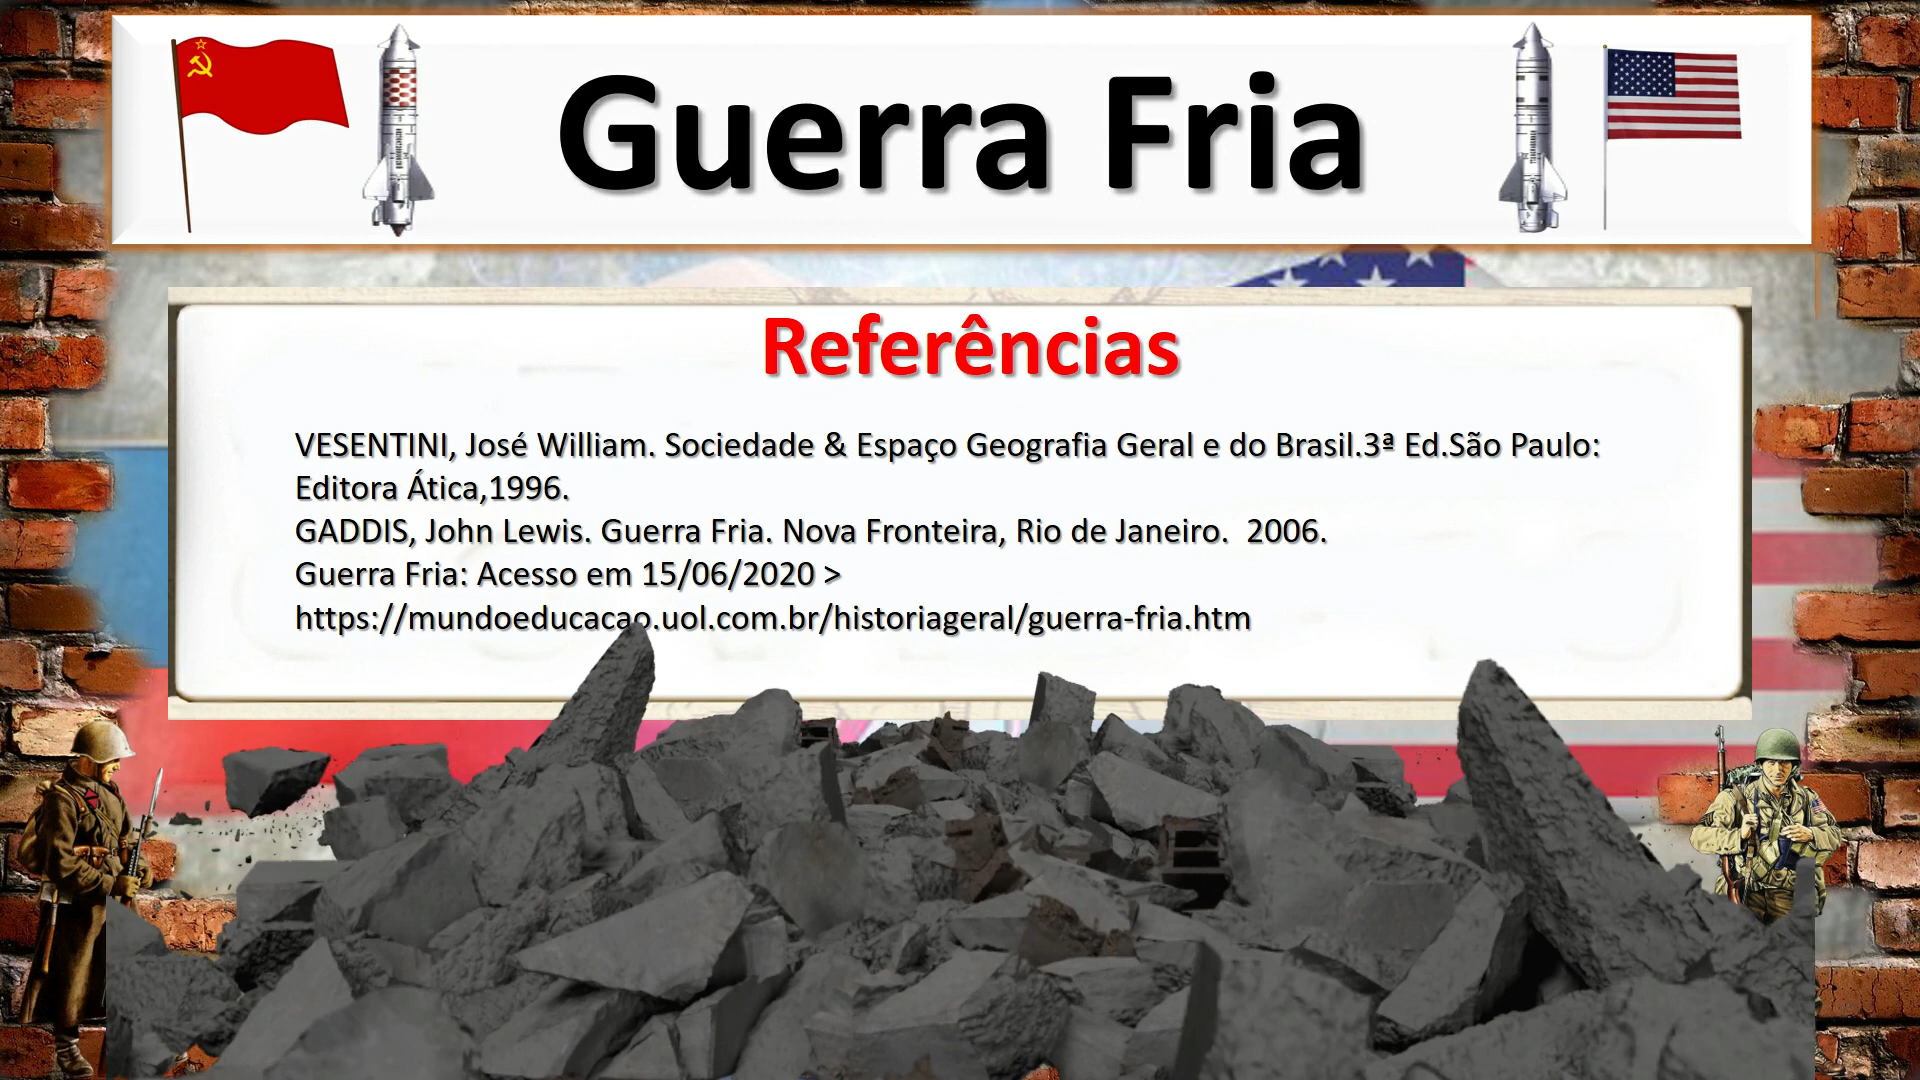 Guerra Fria
Referências
VESENTINI, José William. Sociedade & Espaço Geografia Geral e do Brasil.3ª Ed.São Paulo:
Editora Ática,1996.
GADDIS, John Lewis. Guerra Fria. Nova Fronteira, Rio de Janeiro.  2006.
Guerra Fria: Acesso em 15/06/2020 >
https://mundoeducacao.uol.com.br/historiageral/guerra-fria.htm